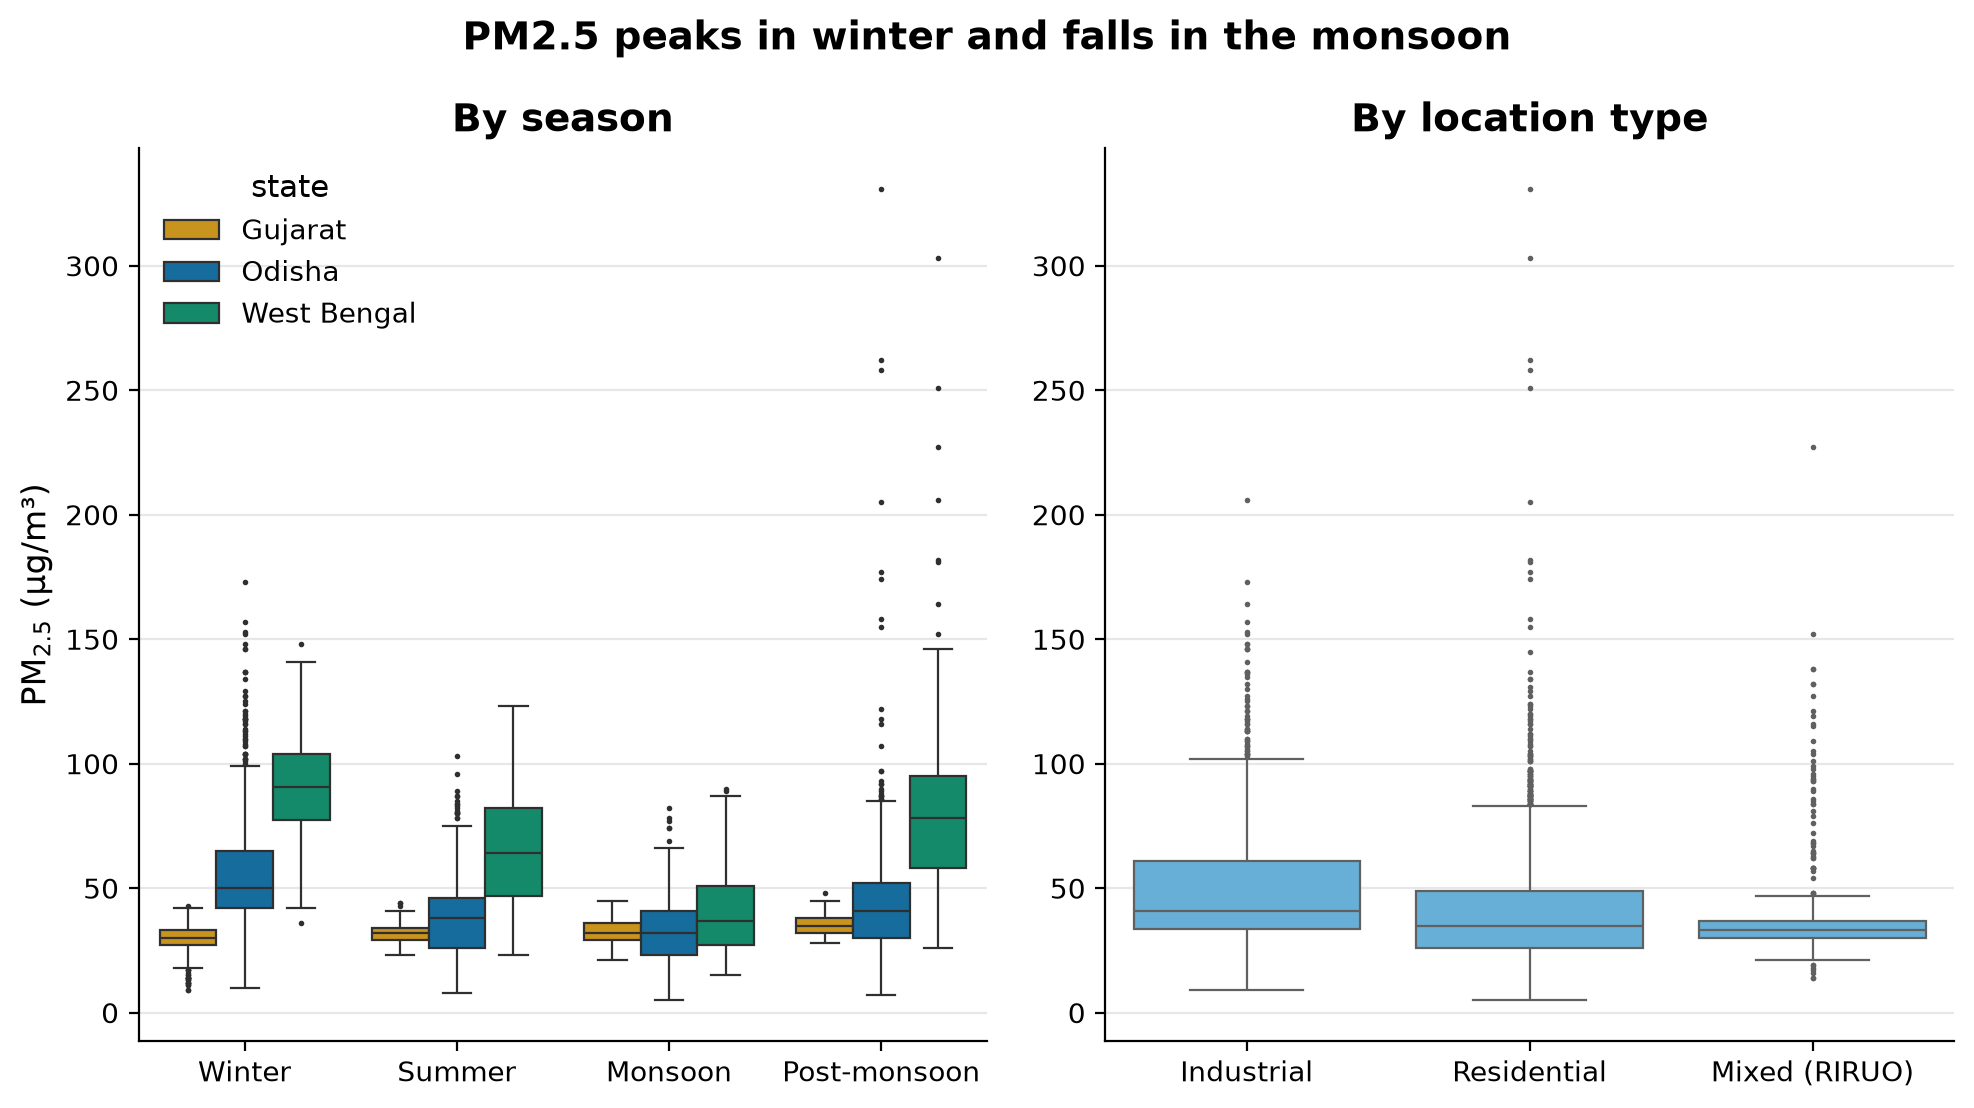 PM2.5 peaks in winter and falls in the monsoon
By season
state
Gujarat
Odisha
West Bengal
PM2.5 (µg/m³)
300
250
200
150
100
50
0
Winter
Summer
Monsoon
Post-monsoon
By location type
300
250
200
150
100
50
0
Industrial
Residential
Mixed (RIRUO)